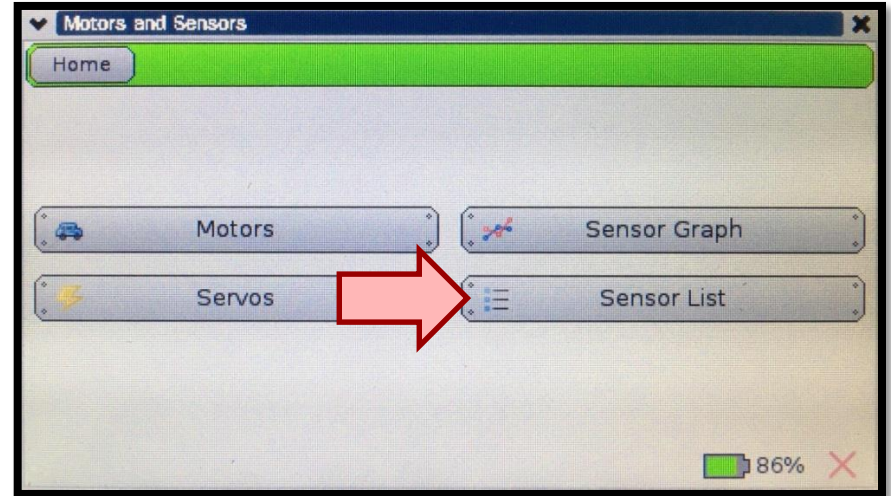 Motors and Sensors
Home
Motors
Sensor Graph
Servos
Sensor List
86%